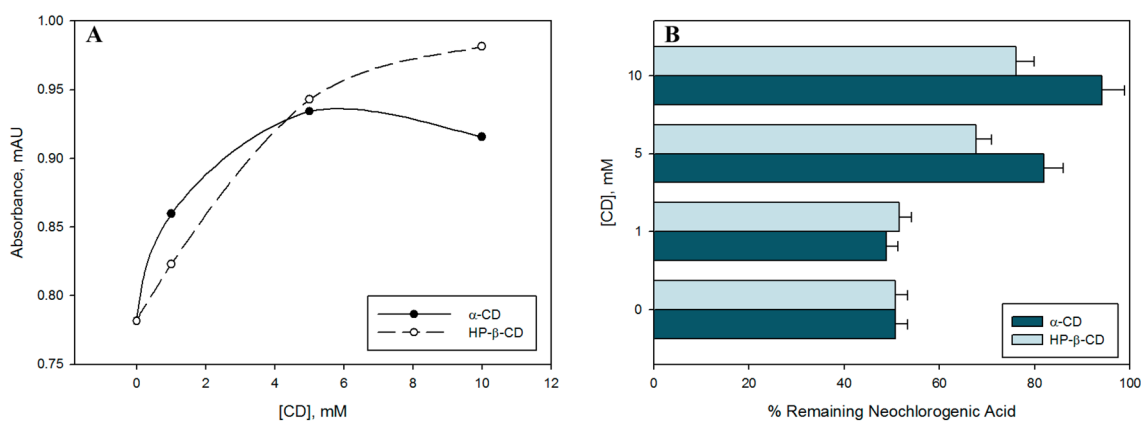 A
1.00
0.95
0.90
0.85
0.80
0.75
Absorbance, mAU
0 2 4 6 8 10 12
[CD], mM
α-CD
HP-β-CD
B
10
5
1
0
[CD], mM
0 20 40 60 80 100
% Remaining Neochlorogenic Acid
α-CD
HP-β-CD